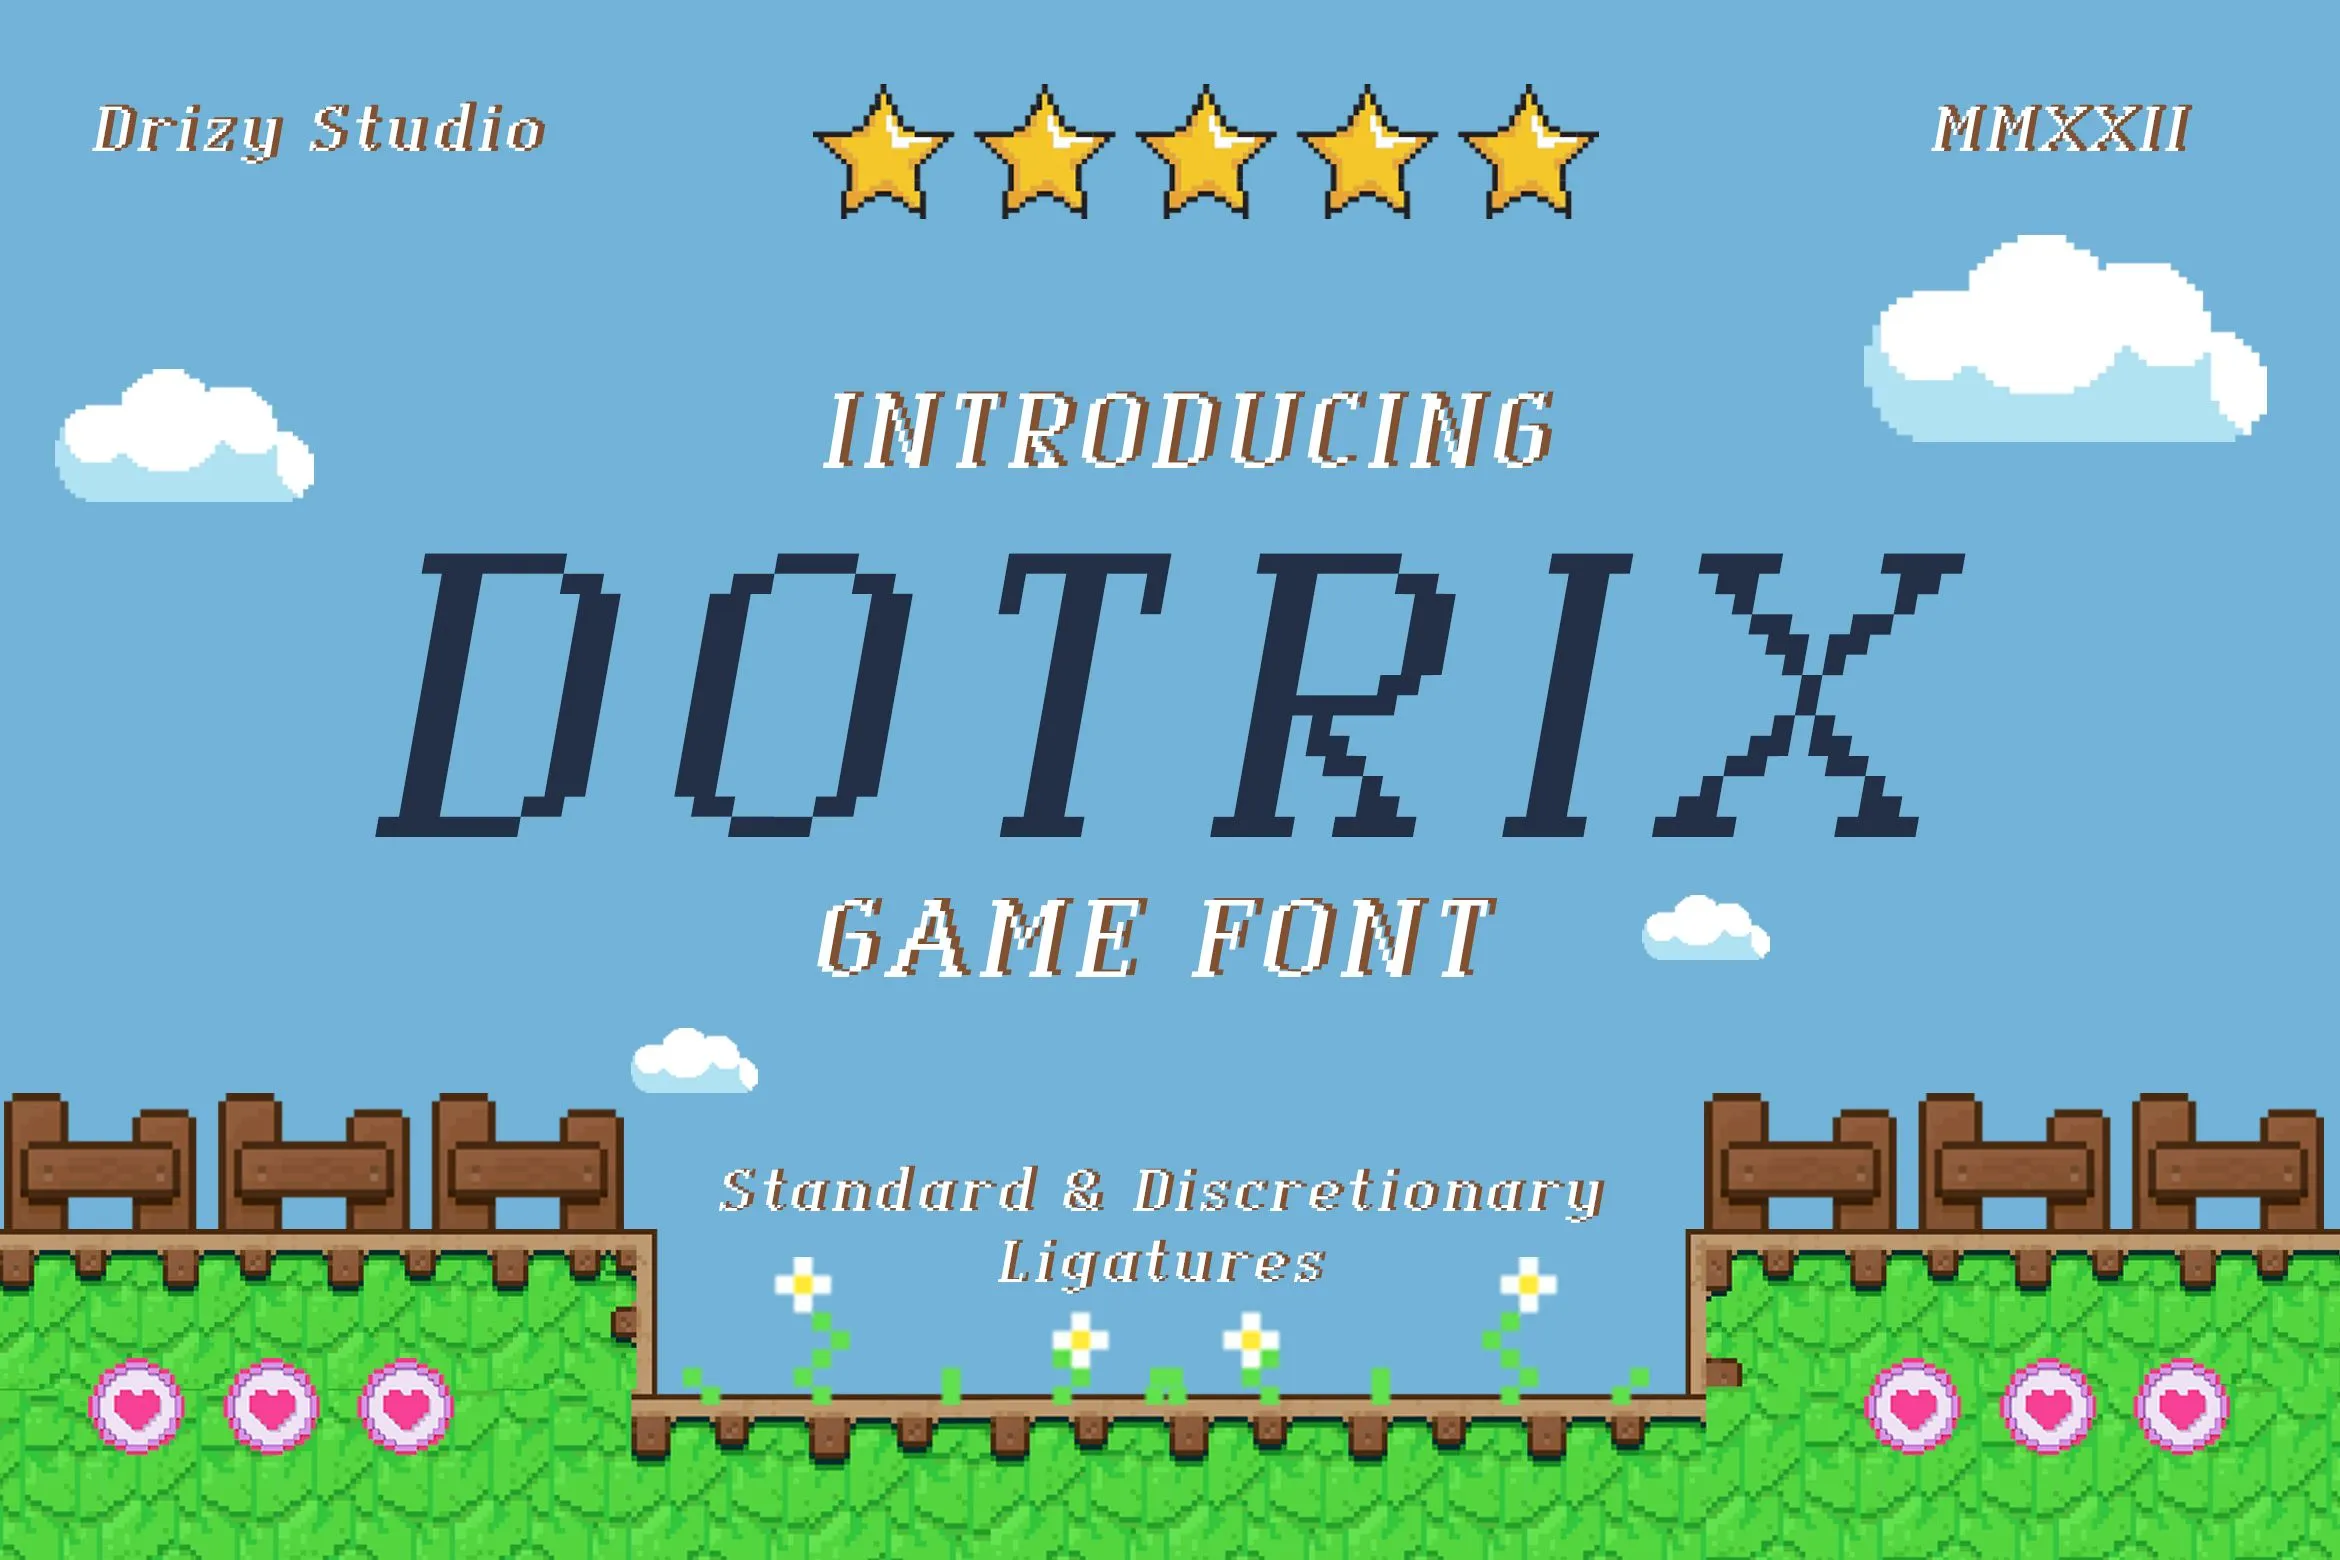 Drizy Studio
MMXXII
INTRODUCING
DOTRIX
GAME FONT
Standard & Discretionary
Ligatures